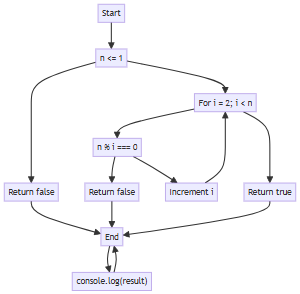 Start
n <= 1
For i = 2; i < n
n % i === 0
Return false
Return false
Increment i
Return true
End
console.log(result)